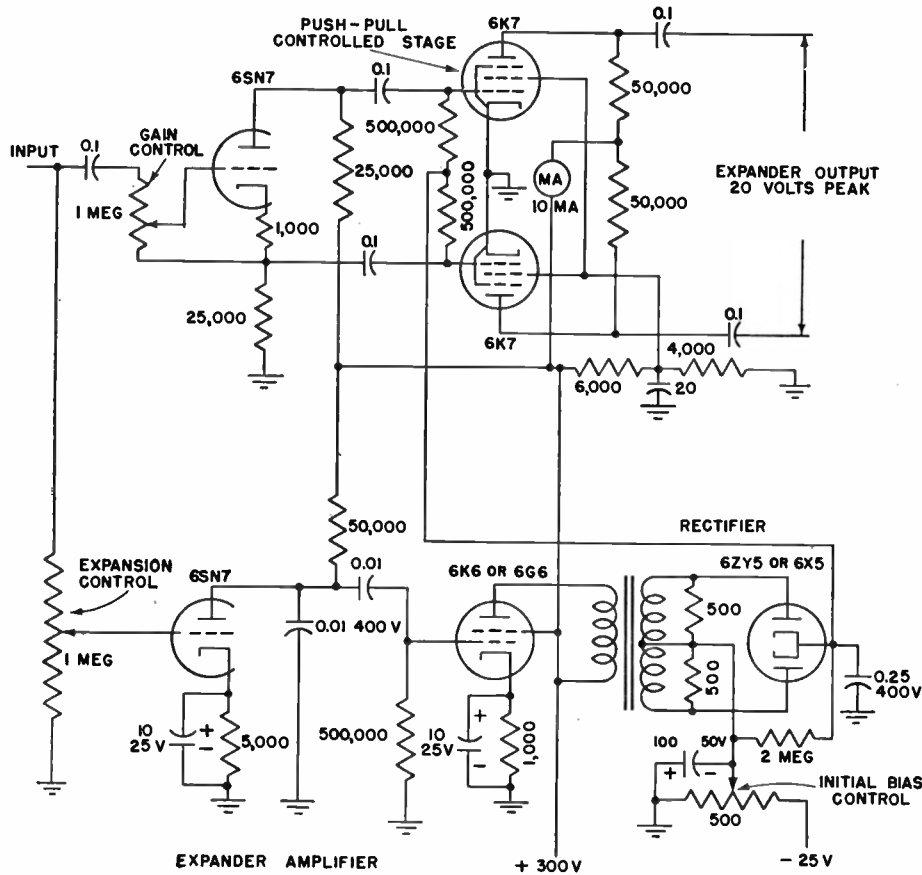 PUSH-PULL
CONTROLLED STAGE
6K7
0.1
6SN7
0.1
50,000
INPUT
0.1
GAIN
CONTROL
500,000
25,000
MA
10 MA
EXPANDER OUTPUT
20 VOLTS PEAK
1 MEG
500,000
50,000
1,000
0.1
25,000
0.1
6K7
4,000
6,000
20
50,000
RECTIFIER
EXPANSION
CONTROL
6SN7
0.01
6K6 OR 6G6
6ZY5 OR 6X5
500
0.01 400 V
1 MEG
500
0.25
400V
+
-
10
25 V
5,000
500,000
+
-
10
25V
1,000
2 MEG
100
50V
+
-
INITIAL BIAS
CONTROL
500
EXPANDER AMPLIFIER
+ 300V
- 25V